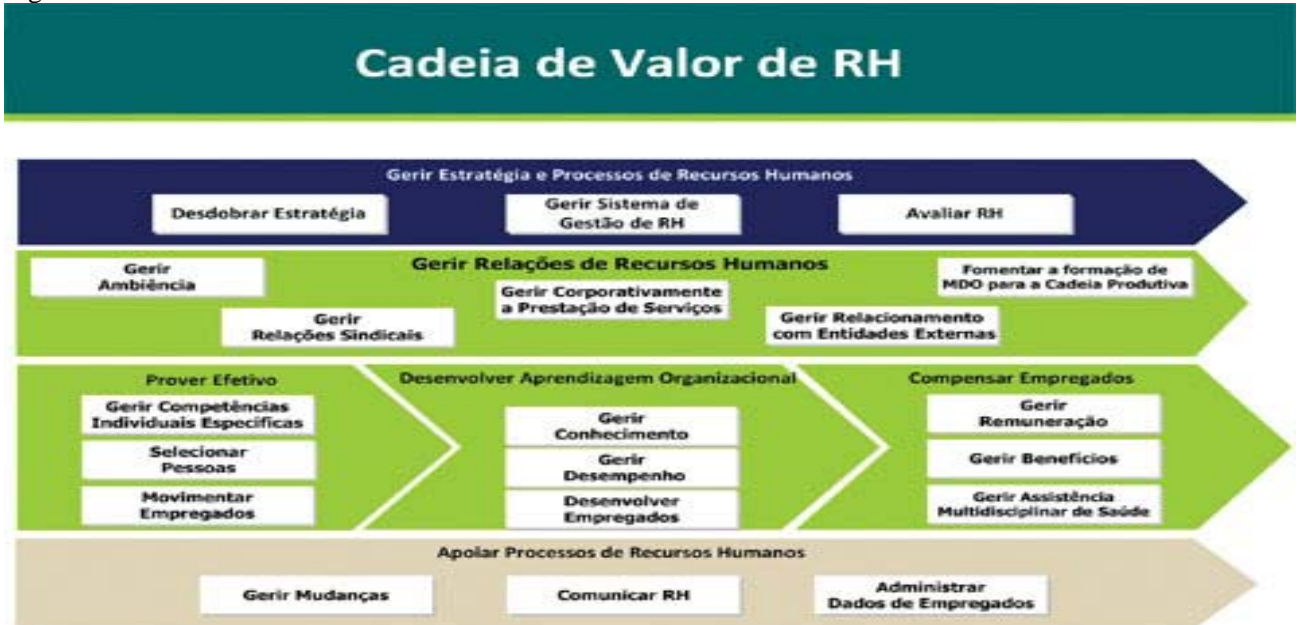 Cadeia de Valor de RH
Gerir Estratégia e Processos de Recursos Humanos
Desdobrar Estratégia
Gerir Sistema de
Gestão de RH
Avaliar RH
Gerir Relações de Recursos Humanos
Gerir
Ambiência
Gerir
Relações Sindicais
Gerir Corporativamente
a Prestação de Serviços
Gerir Relacionamento
com Entidades Externas
Fomentar a formação de
MDO para a Cadeia Produtiva
Prover Efetivo
Gerir Competências
Individuais Específicas
Selecionar
Pessoas
Movimentar
Empregados
Desenvolver Aprendizagem Organizacional
Gerir
Conhecimento
Gerir
Desempenho
Desenvolver
Empregados
Compensar Empregados
Gerir
Remuneração
Gerir Benefícios
Gerir Assistência
Multidisciplinar de Saúde
Apoiar Processos de Recursos Humanos
Gerir Mudanças
Comunicar RH
Administrar
Dados de Empregados